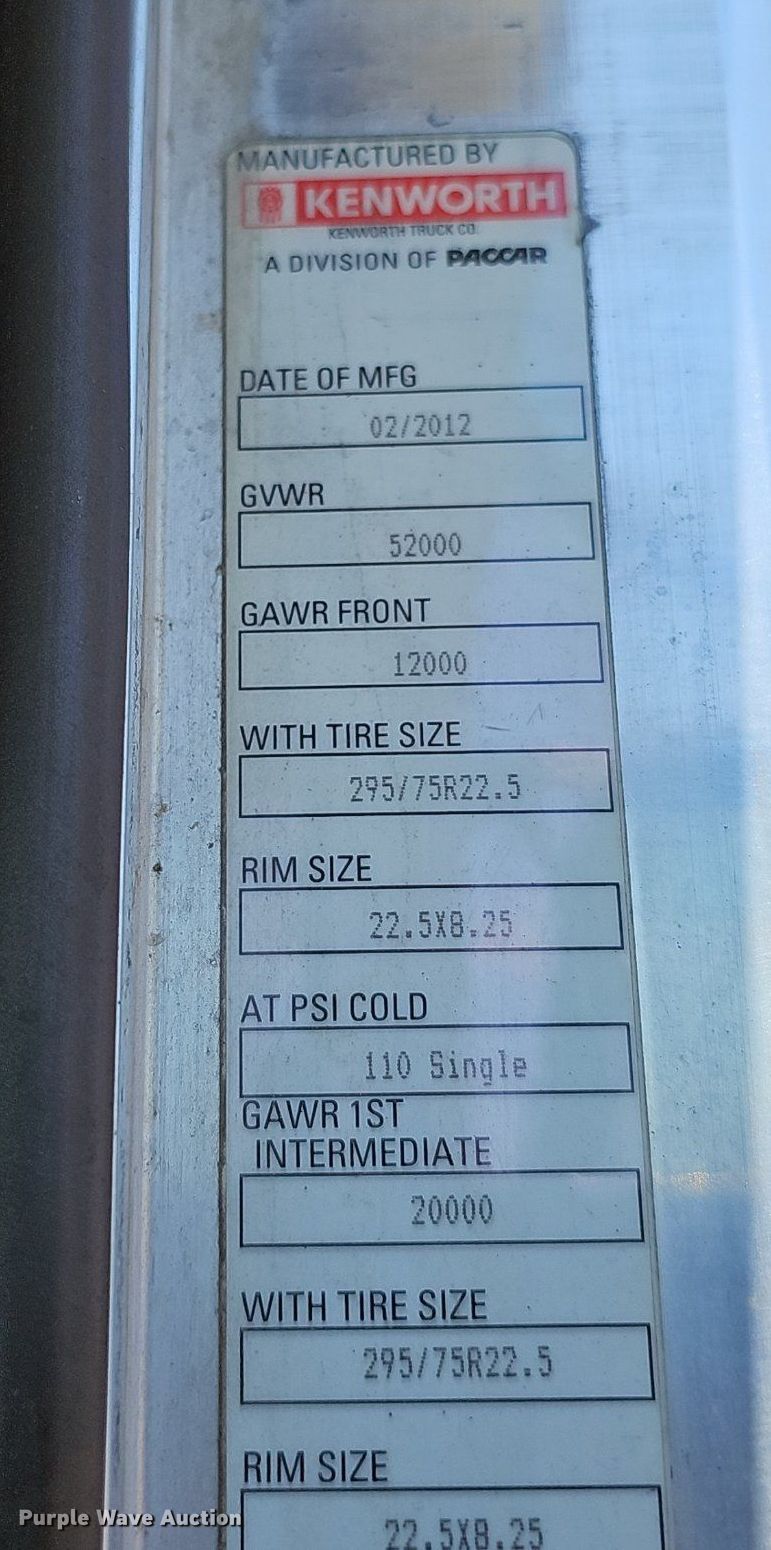 MANUFACTURED BY
KENWORTH
KENWORTH TRUCK CO.
A DIVISION OF PACCAR
DATE OF MFG
02/2012
GVWR
52000
GAWR FRONT
12000
WITH TIRE SIZE
295/75R22.5
RIM SIZE
22.5X8.25
AT PSI COLD
110 Single
GAWR 1ST
INTERMEDIATE
20000
WITH TIRE SIZE
295/75R22.5
RIM SIZE
22.5X8.25
Purple Wave Auction